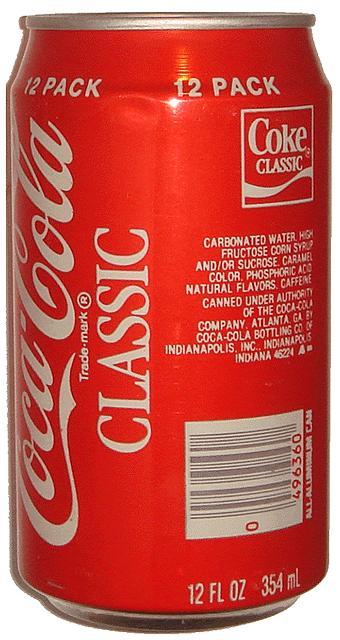 12 PACK
12 PACK
Coca-Cola
Trade-mark®
CLASSIC
Coke
CLASSIC
CARBONATED WATER, HIGH
FRUCTOSE CORN SYRUP
AND/OR SUCROSE, CARAMEL
COLOR, PHOSPHORIC ACID,
NATURAL FLAVORS, CAFFEINE
CANNED UNDER AUTHORITY
OF THE COCA-COLA
COMPANY, ATLANTA, GA. BY
COCA-COLA BOTTLING CO. OF
INDIANAPOLIS, INC., INDIANAPOLIS,
INDIANA 46224
496360
0
ALL ALUMINUM CAN
12 FL OZ 354 mL